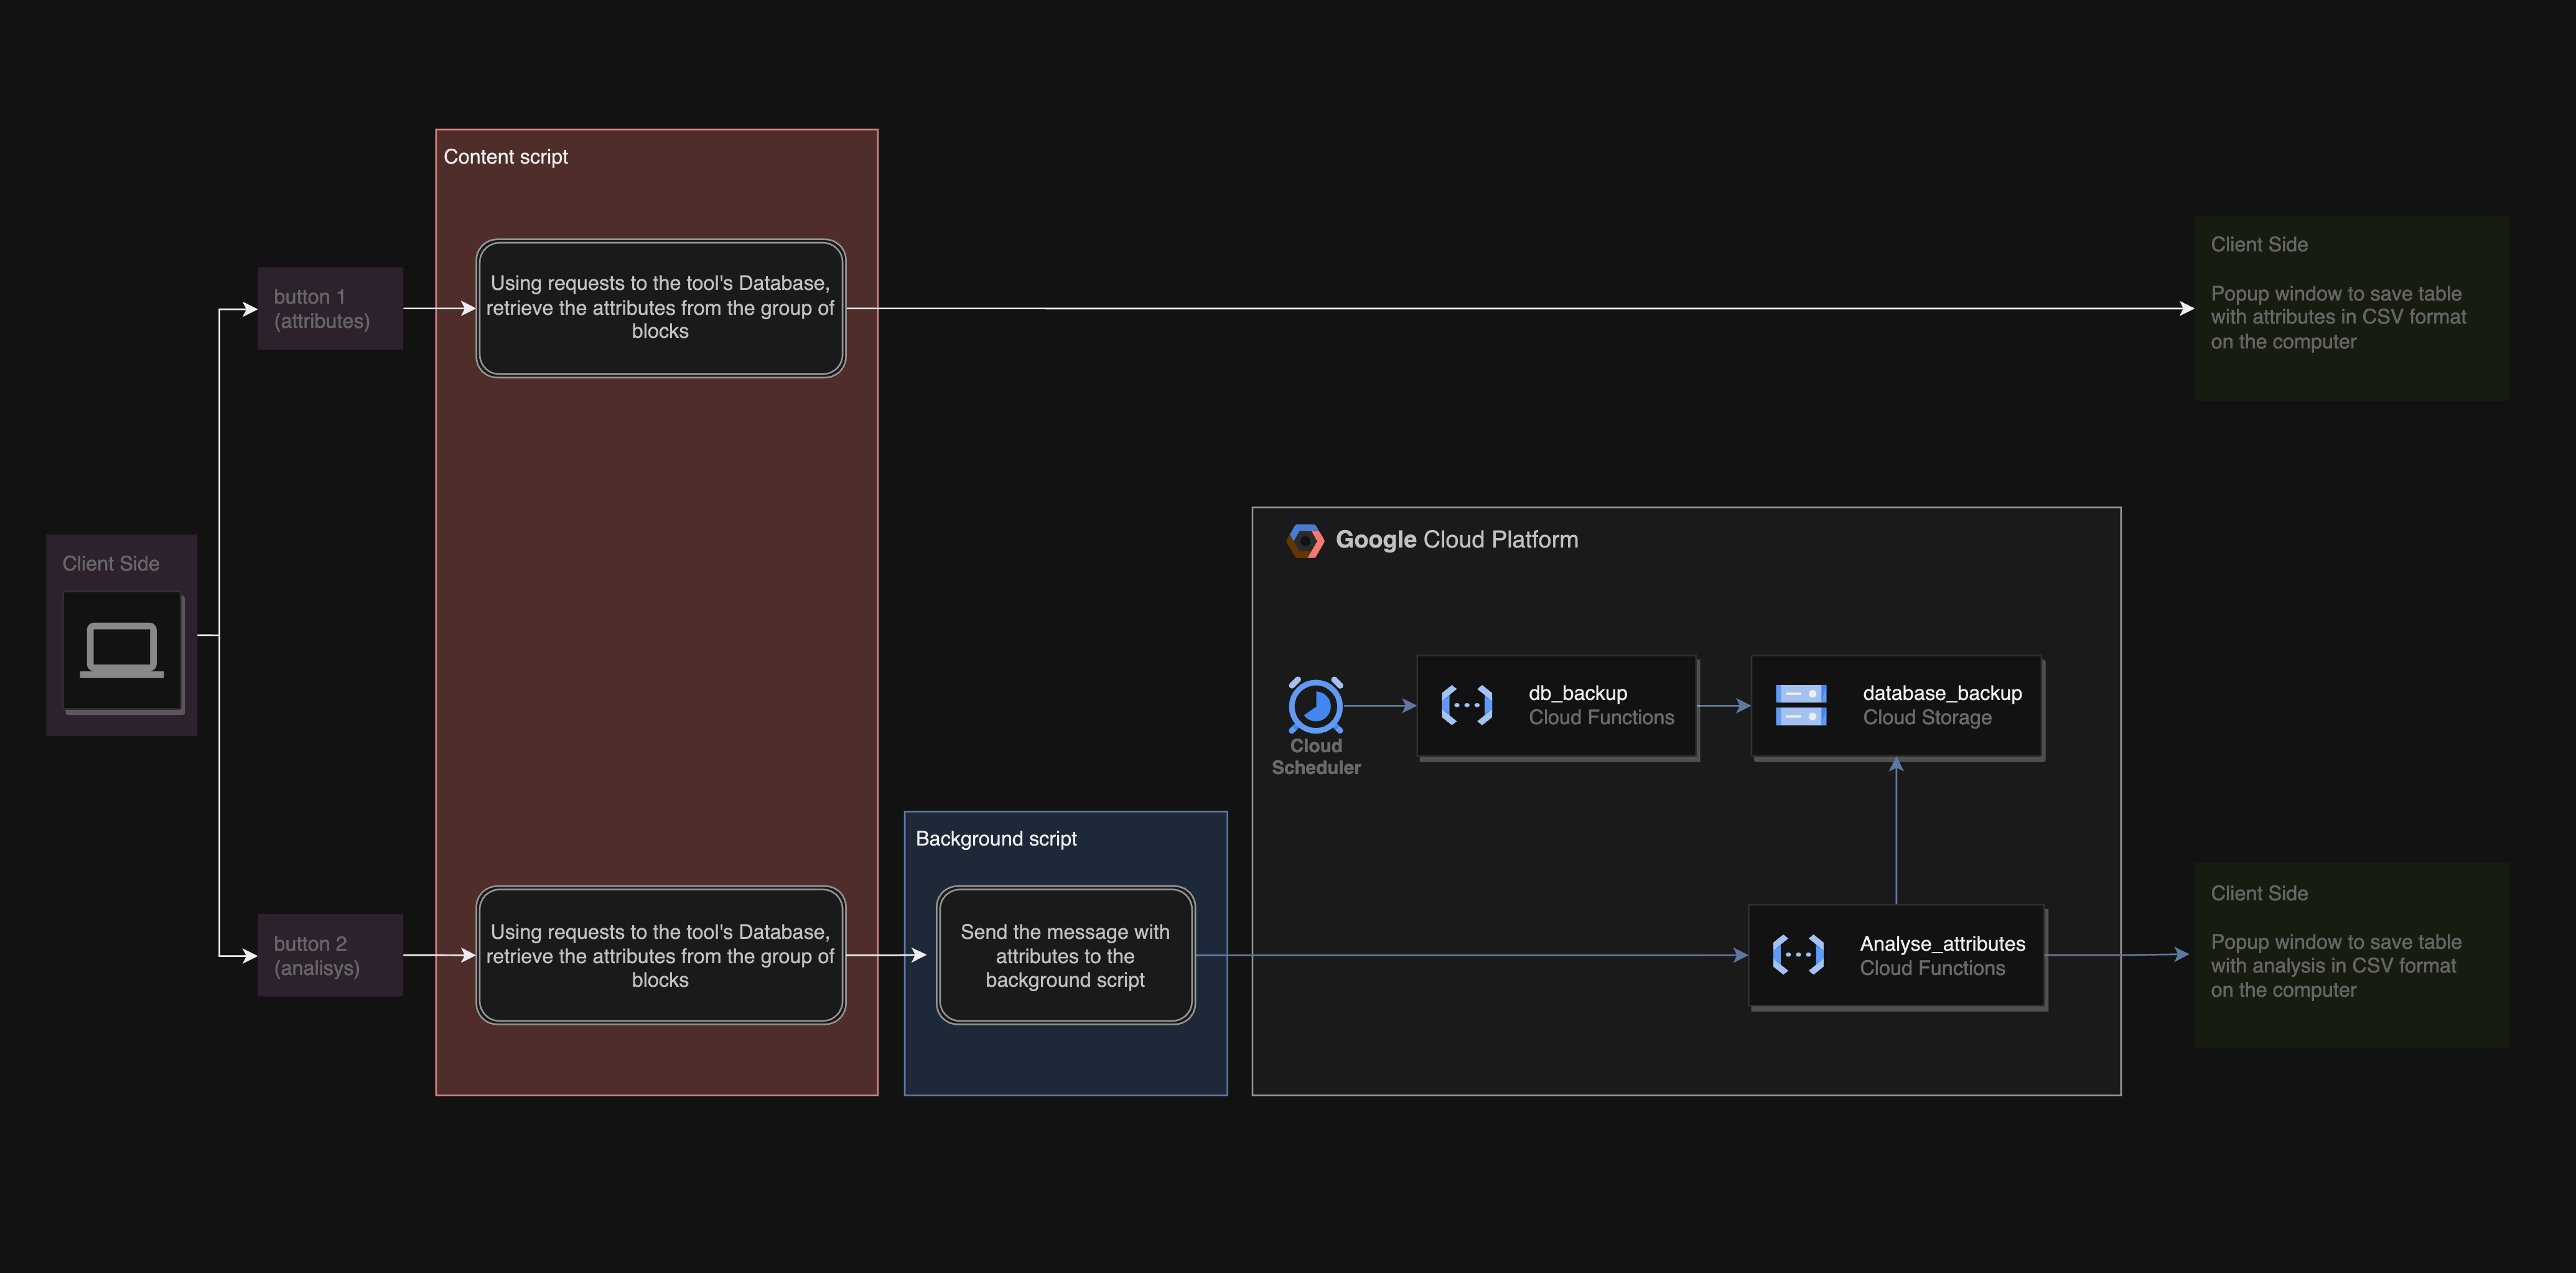 Content script
Using requests to the tool's Database,
retrieve the attributes from the group of
blocks
button 1
(attributes)
Client Side
Popup window to save table
with attributes in CSV format
on the computer
Client Side
Google Cloud Platform
Cloud
Scheduler
db_backup
Cloud Functions
database_backup
Cloud Storage
Background script
button 2
(analisys)
Using requests to the tool's Database,
retrieve the attributes from the group of
blocks
Send the message with
attributes to the
background script
Analyse_attributes
Cloud Functions
Client Side
Popup window to save table
with analysis in CSV format
on the computer